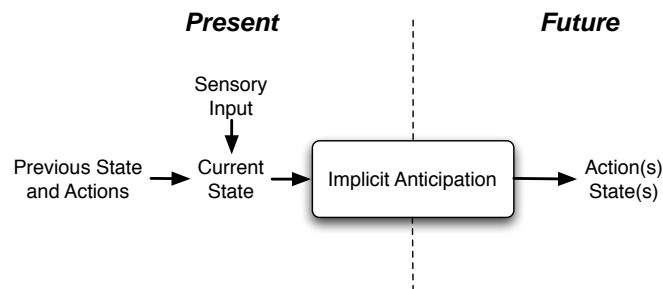 Present
Future
Sensory
Input
Previous State
and Actions
Current
State
Implicit Anticipation
Action(s)
State(s)